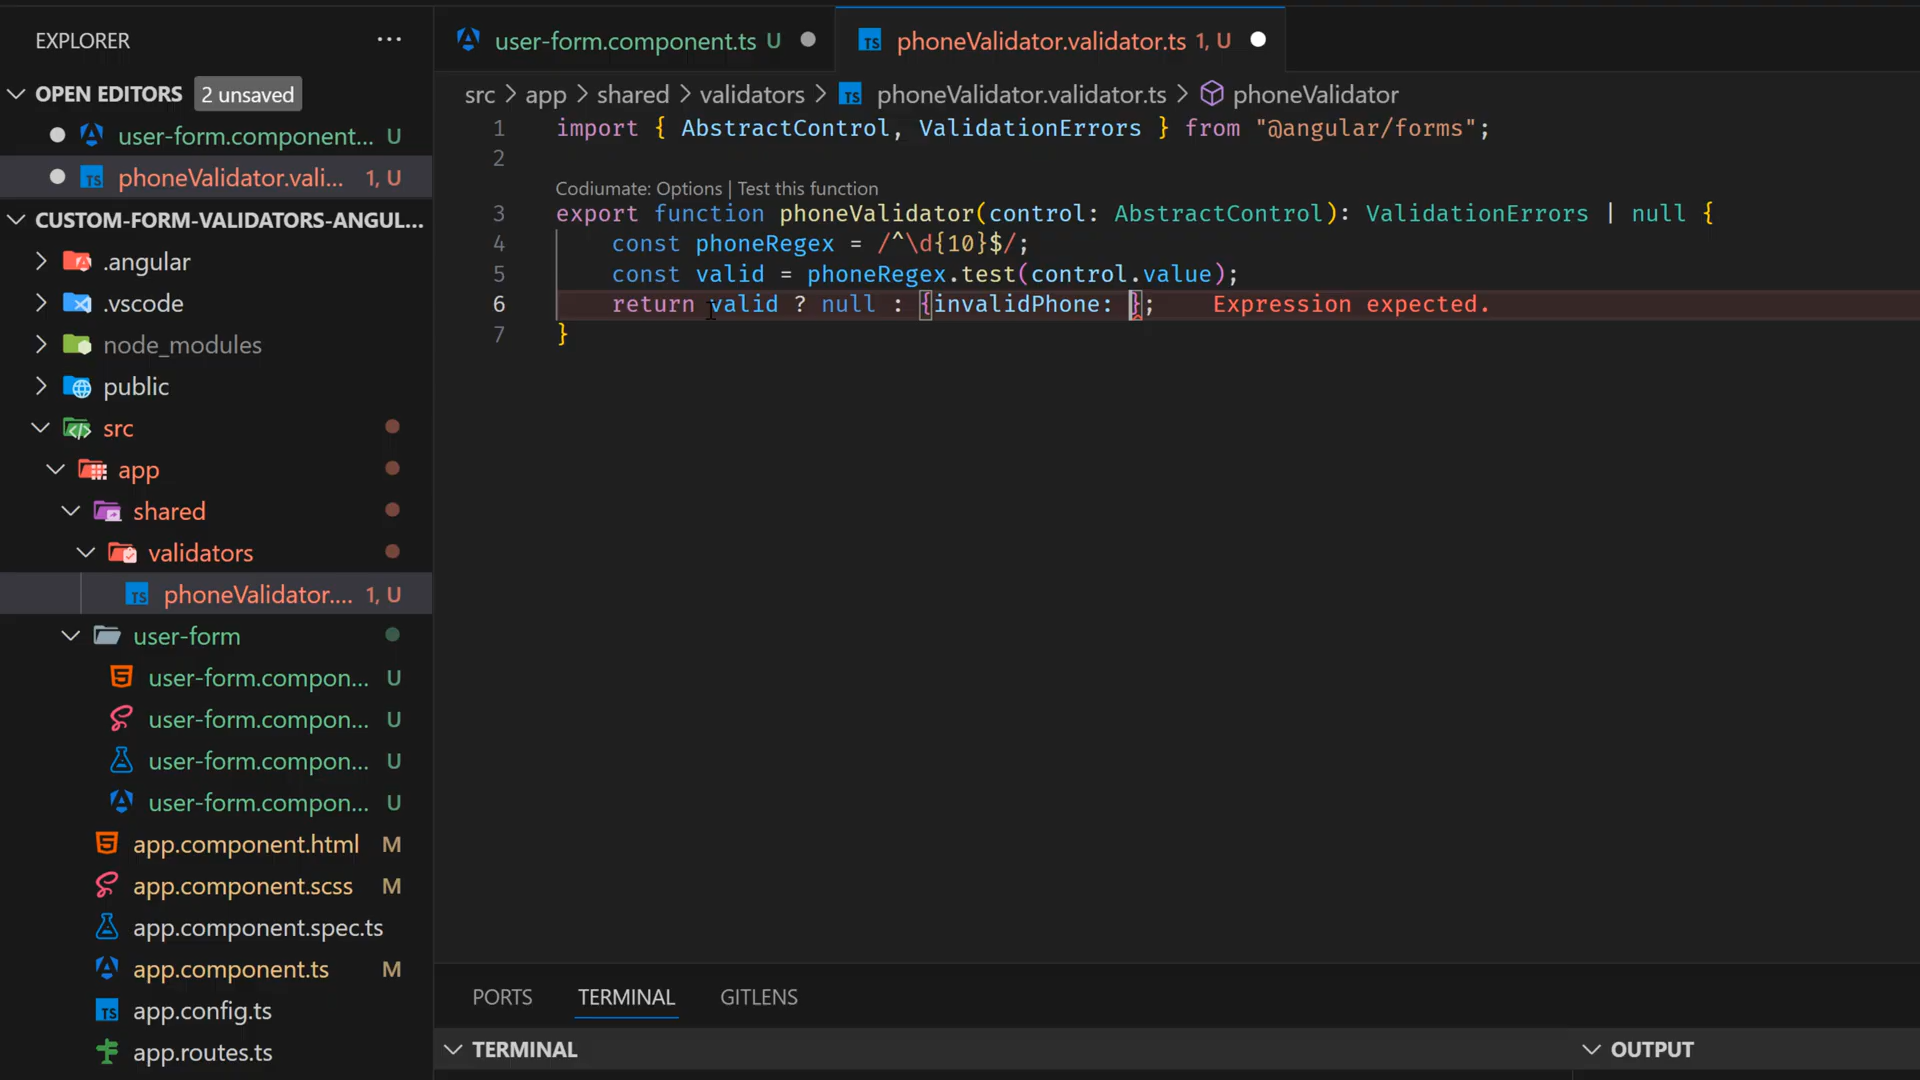 EXPLORER ...
OPEN EDITORS 2 unsaved
user-form.component... U
phoneValidator.vali... 1, U
CUSTOM-FORM-VALIDATORS-ANGUL...
.angular
.vscode
node_modules
public
src
app
shared
validators
phoneValidator.... 1, U
user-form
user-form.compon... U
user-form.compon... U
user-form.compon... U
user-form.compon... U
app.component.html M
app.component.scss M
app.component.spec.ts
app.component.ts M
app.config.ts
app.routes.ts
user-form.component.ts U
phoneValidator.validator.ts 1, U
src > app > shared > validators > TS phoneValidator.validator.ts > phoneValidator
1 import { AbstractControl, ValidationErrors } from "@angular/forms";
2
Codiumate: Options | Test this function
3 export function phoneValidator(control: AbstractControl): ValidationErrors | null {
4 const phoneRegex = /^\d{10}$/;
5 const valid = phoneRegex.test(control.value);
6 return valid ? null : {invalidPhone: }; Expression expected.
7 }
PORTS TERMINAL GITLENS
TERMINAL
OUTPUT